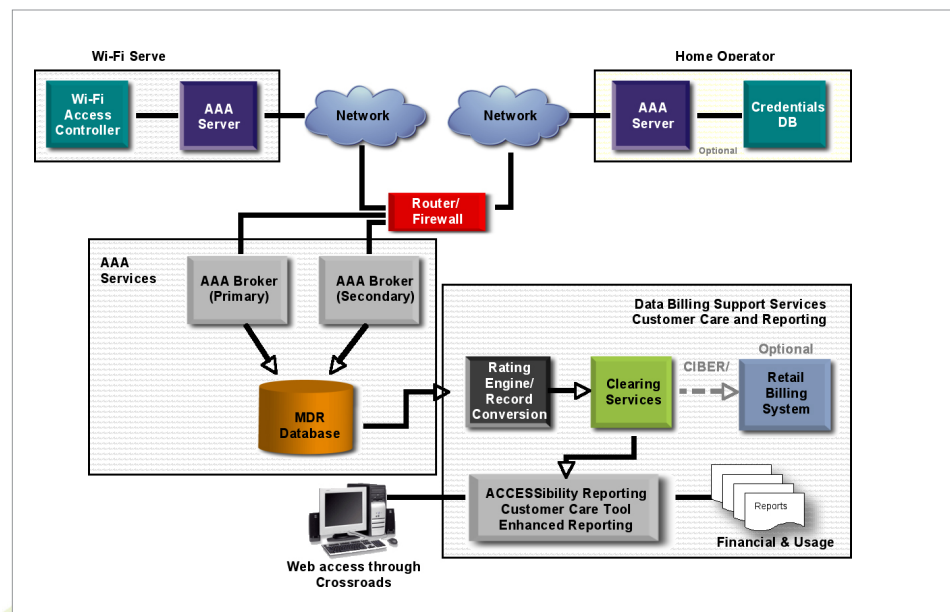 Wi-Fi Serve
Home Operator
Wi-Fi
Access
Controller
AAA
Server
Network
Network
AAA
Server
Optional
Credentials
DB
Router/
Firewall
AAA
Services
AAA Broker
(Primary)
AAA Broker
(Secondary)
MDR
Database
Data Billing Support Services
Customer Care and Reporting
Rating
Engine/
Record
Conversion
Clearing
Services
CIBER/
Optional
Retail
Billing
System
ACCESSibility Reporting
Customer Care Tool
Enhanced Reporting
Reports
Financial & Usage
Web access through
Crossroads